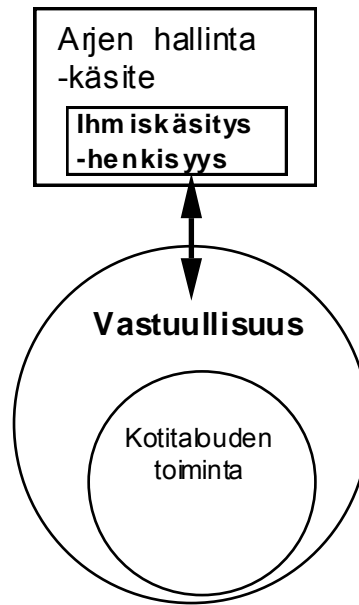 Arjen hallinta
-käsite
Ihmiskäsitys
-henkisyys
Vastuullisuus
Kotitalouden
toiminta